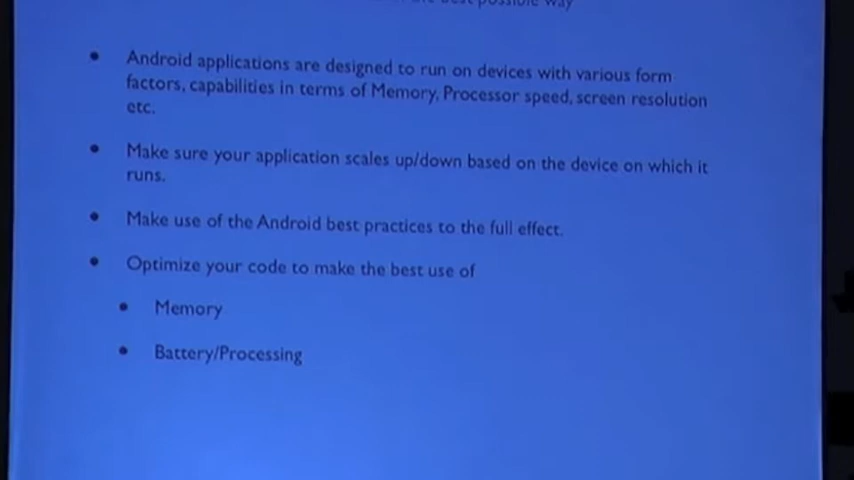 best possible way
• Android applications are designed to run on devices with various form
factors, capabilities in terms of Memory, Processor speed, screen resolution
etc.
• Make sure your application scales up/down based on the device on which it
runs.
• Make use of the Android best practices to the full effect.
• Optimize your code to make the best use of
• Memory
• Battery/Processing